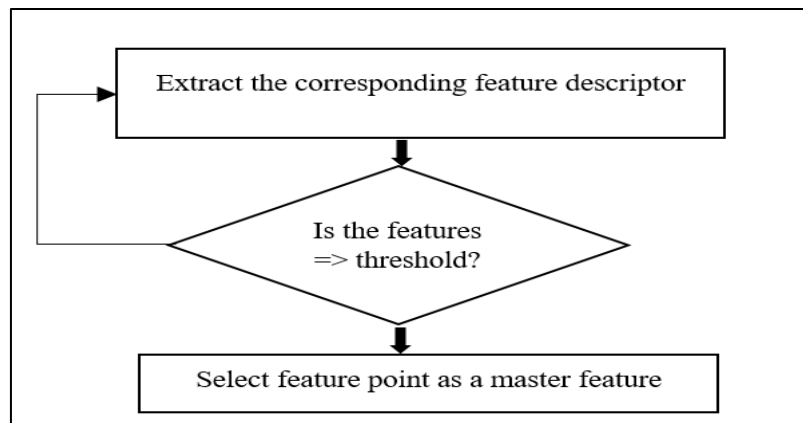 Extract the corresponding feature descriptor
Is the features
=> threshold?
Select feature point as a master feature